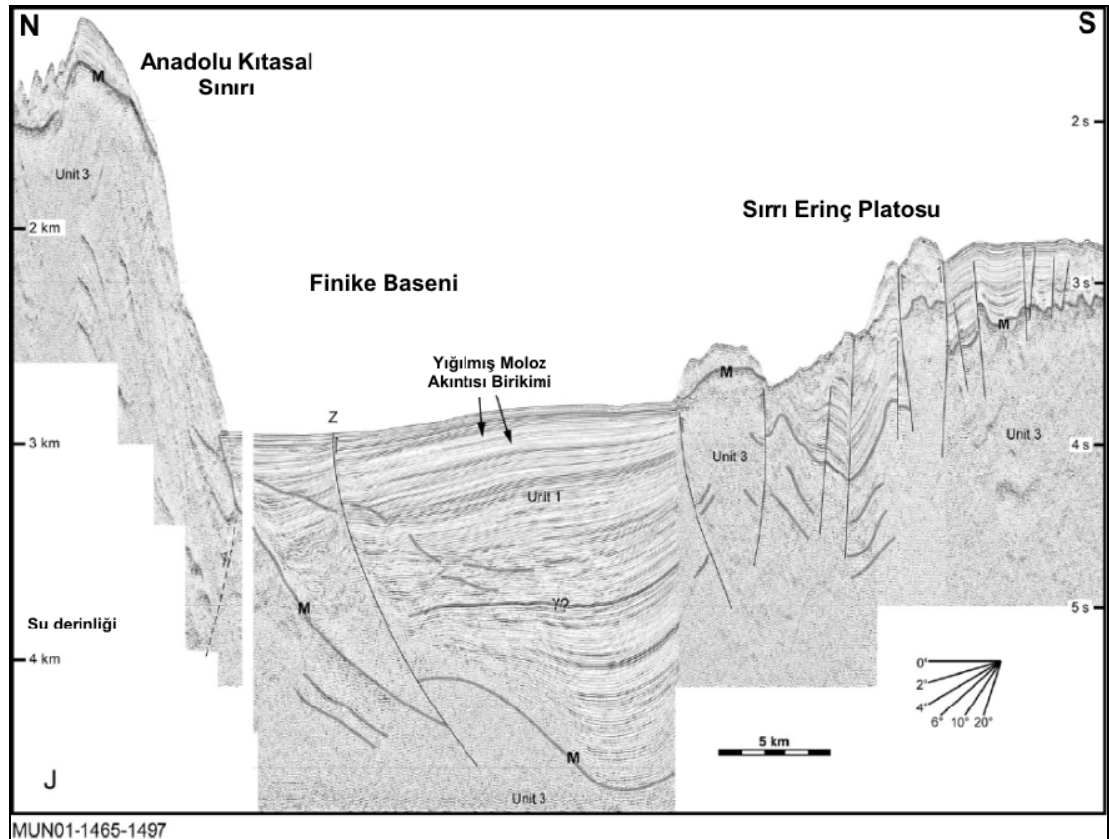 N
S
Anadolu Kıtasal
Sınırı
M
2 s
Unit 3
Sırrı Erinç Platosu
2 km
Finike Baseni
3 s
M
Yığılmış Moloz
Akıntısı Birikimi
M
Z
3 km
4 s
Unit 3
Unit 3
Unit 1
Y?
5 s
M
Su derinliği
4 km
0°
2°
4°
6°
10°
20°
5 km
M
J
Unit 3
MUN01-1465-1497